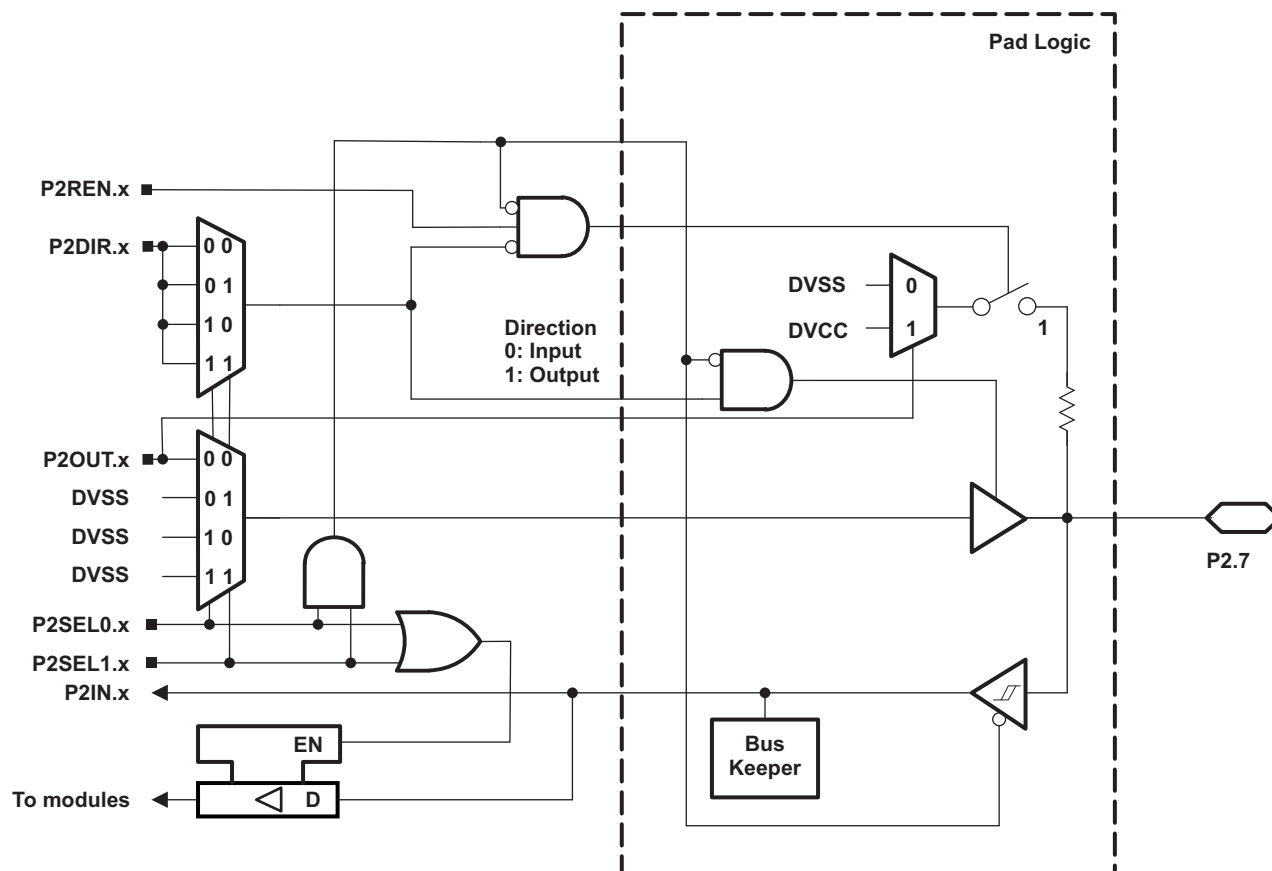 Pad Logic
P2REN.x
P2DIR.x
0 0
0 1
1 0
1 1
Direction
0: Input
1: Output
DVSS
0
DVCC
1
1
P2OUT.x
0 0
DVSS
0 1
DVSS
1 0
DVSS
1 1
P2.7
P2SEL0.x
P2SEL1.x
P2IN.x
Bus
Keeper
EN
To modules
D